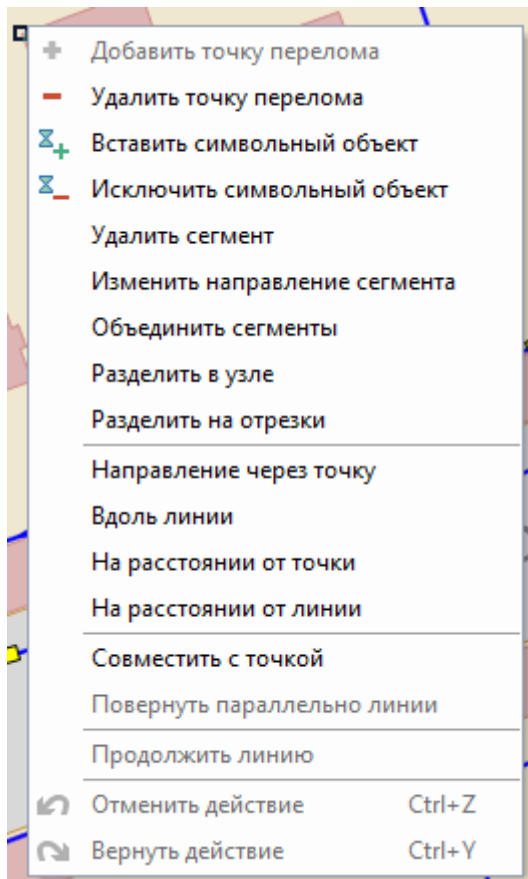 Добавить точку перелома
Удалить точку перелома
Вставить символьный объект
Исключить символьный объект
Удалить сегмент
Изменить направление сегмента
Объединить сегменты
Разделить в узле
Разделить на отрезки
Направление через точку
Вдоль линии
На расстоянии от точки
На расстоянии от линии
Совместить с точкой
Повернуть параллельно линии
Продолжить линию
Отменить действие Ctrl+Z
Вернуть действие Ctrl+Y